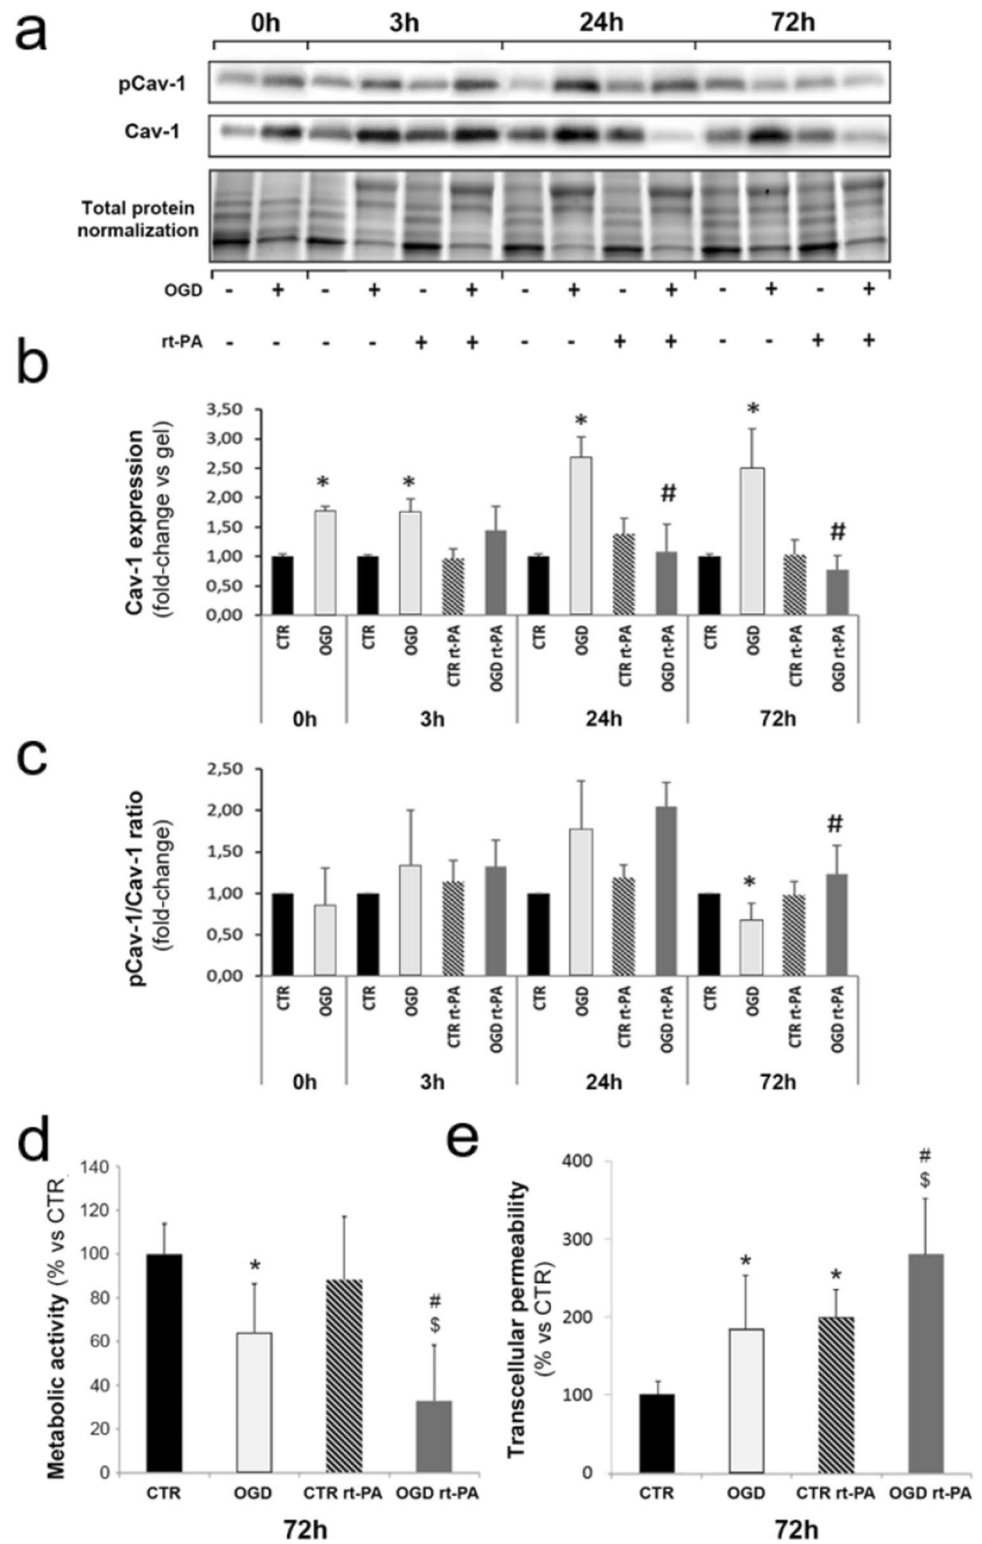 a
0h 3h 24h 72h
pCav-1
Cav-1
Total protein
normalization
OGD - + - + - + - + - + - + - +
rt-PA - - - - + + - - + + - - + +
b
Cav-1 expression
(fold-change vs gel)
3,50
3,00
2,50
2,00
1,50
1,00
0,50
0,00
* * * # * #
CTR OGD CTR OGD CTR rt-PA OGD rt-PA CTR OGD CTR rt-PA OGD rt-PA CTR OGD CTR rt-PA OGD rt-PA
0h 3h 24h 72h
c
pCav-1/Cav-1 ratio
(fold-change)
2,50
2,00
1,50
1,00
0,50
0,00
* #
CTR OGD CTR OGD CTR rt-PA OGD rt-PA CTR OGD CTR rt-PA OGD rt-PA CTR OGD CTR rt-PA OGD rt-PA
0h 3h 24h 72h
d
Metabolic activity (% vs CTR
140
120
100
80
60
40
20
0
*
#
$
CTR OGD CTR rt-PA OGD rt-PA
72h
e
Transcellular permeability
(% vs CTR)
400
300
200
100
0
* *
#
$
CTR OGD CTR rt-PA OGD rt-PA
72h